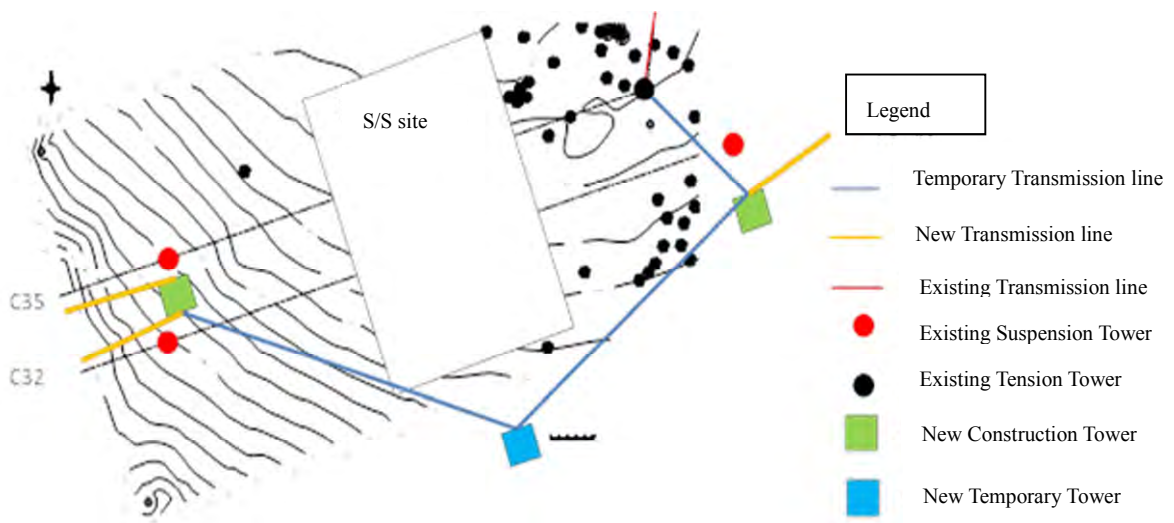 S/S site
C35
C32
Legend
Temporary Transmission line
New Transmission line
Existing Transmission line
Existing Suspension Tower
Existing Tension Tower
New Construction Tower
New Temporary Tower